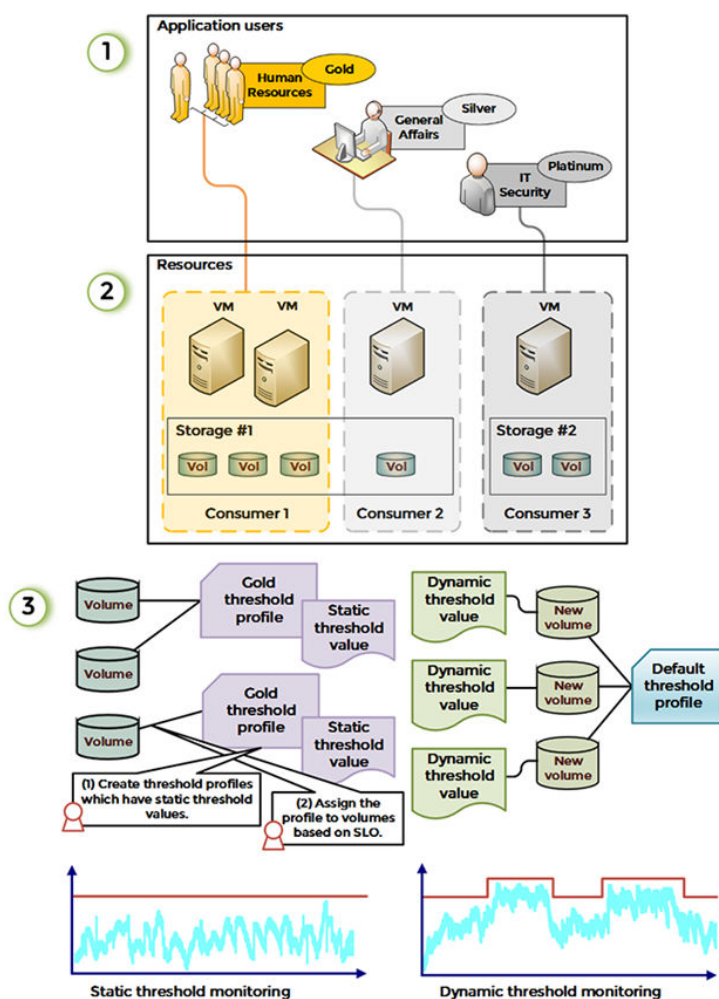 1
Application users
Human
Resources
Gold
General
Affairs
Silver
IT
Security
Platinum
2
Resources
VM
VM
VM
VM
Storage #1
Vol
Vol
Vol
Vol
Storage #2
Vol
Vol
Consumer 1
Consumer 2
Consumer 3
3
Volume
Volume
Volume
Gold
threshold
profile
Static
threshold
value
Gold
threshold
profile
Static
threshold
value
(1) Create threshold profiles
which have static threshold
values.
(2) Assign the
profile to volumes
based on SLO.
Dynamic
threshold
value
New
volume
Dynamic
threshold
value
New
volume
Dynamic
threshold
value
New
volume
Default
threshold
profile
Static threshold monitoring
Dynamic threshold monitoring